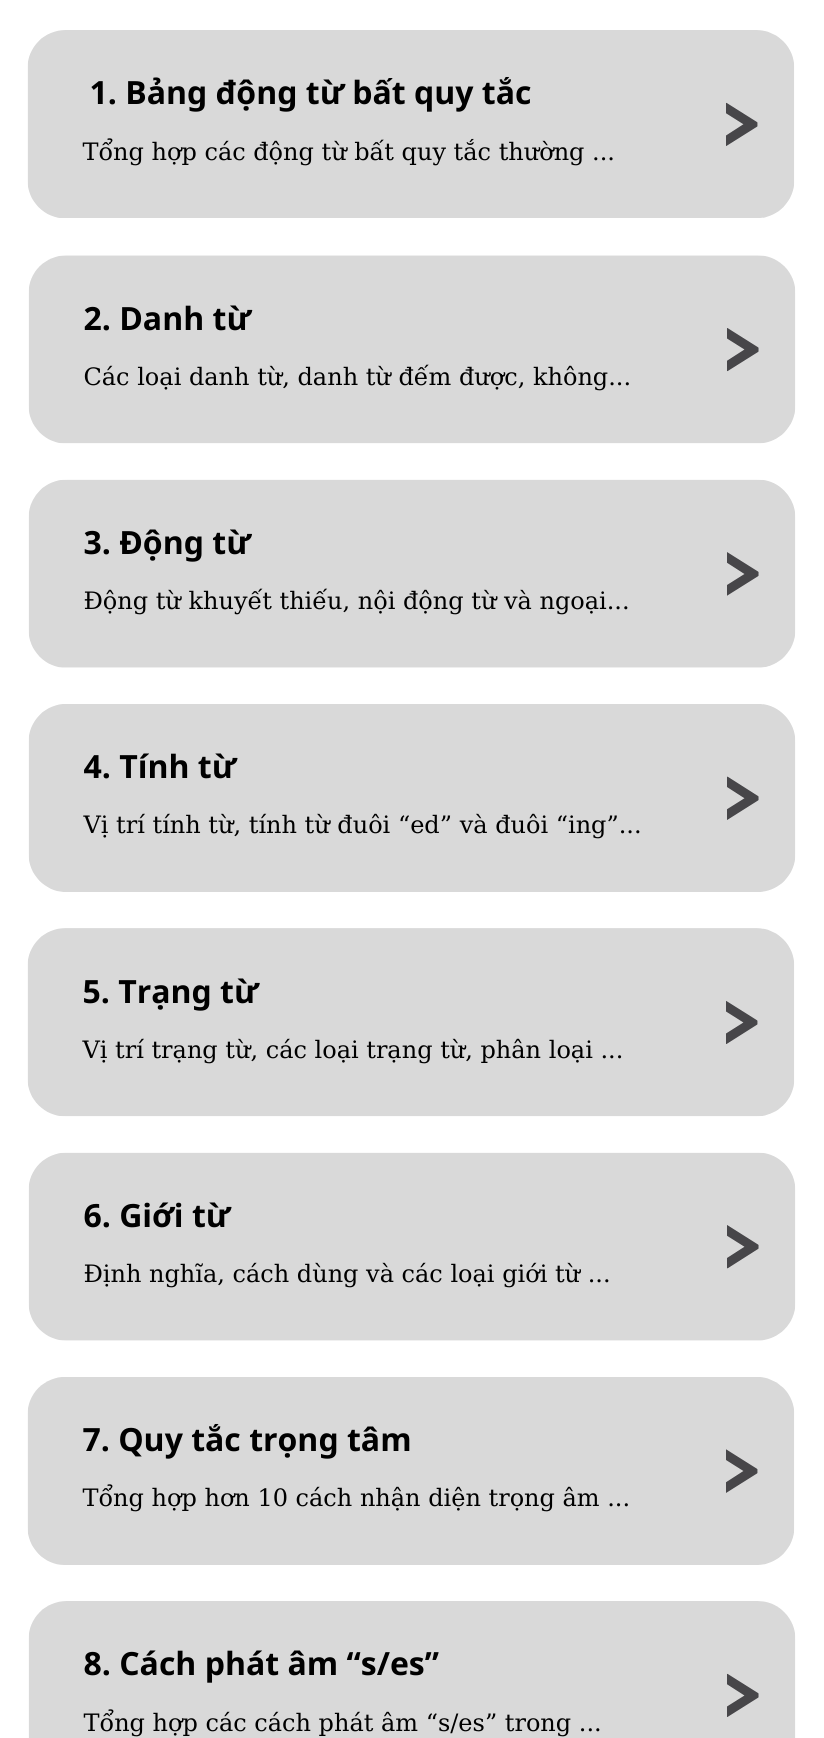 1. Bảng động từ bất quy tắc
Tổng hợp các động từ bất quy tắc thường ...
2. Danh từ
Các loại danh từ, danh từ đếm được, không...
3. Động từ
Động từ khuyết thiếu, nội động từ và ngoại...
4. Tính từ
Vị trí tính từ, tính từ đuôi “ed” và đuôi “ing”...
5. Trạng từ
Vị trí trạng từ, các loại trạng từ, phân loại ...
6. Giới từ
Định nghĩa, cách dùng và các loại giới từ ...
7. Quy tắc trọng tâm
Tổng hợp hơn 10 cách nhận diện trọng âm ...
8. Cách phát âm “s/es”
Tổng hợp các cách phát âm “s/es” trong ...